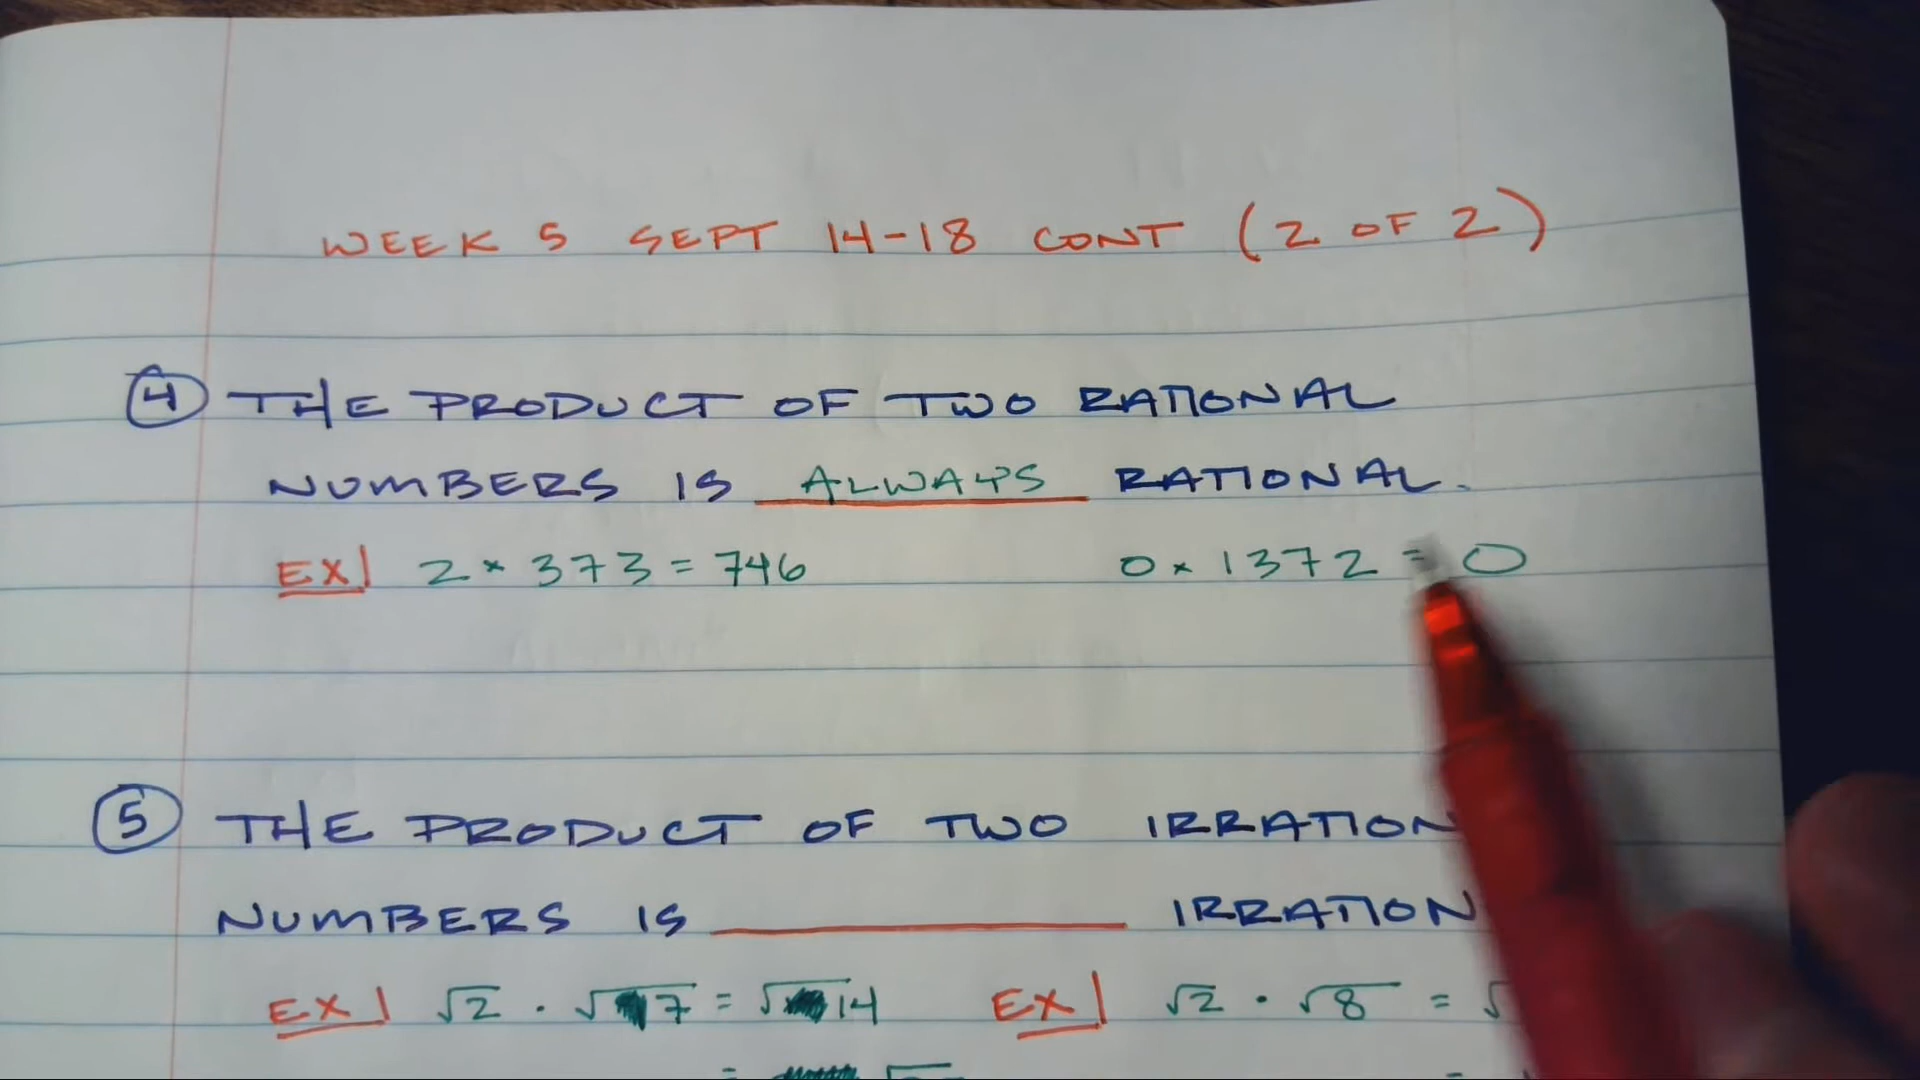 WEEK 5 SEPT 14-18 CONT (2 OF 2)
④ THE PRODUCT OF TWO RATIONAL
NUMBERS IS ALWAYS RATIONAL.
EX| 2 × 373 = 746 0 × 1372 = 0
⑤ THE PRODUCT OF TWO IRRATION
NUMBERS IS ________ IRRATION
EX| √2 · √7 = √14 EX| √2 · √8 = √
= √ =